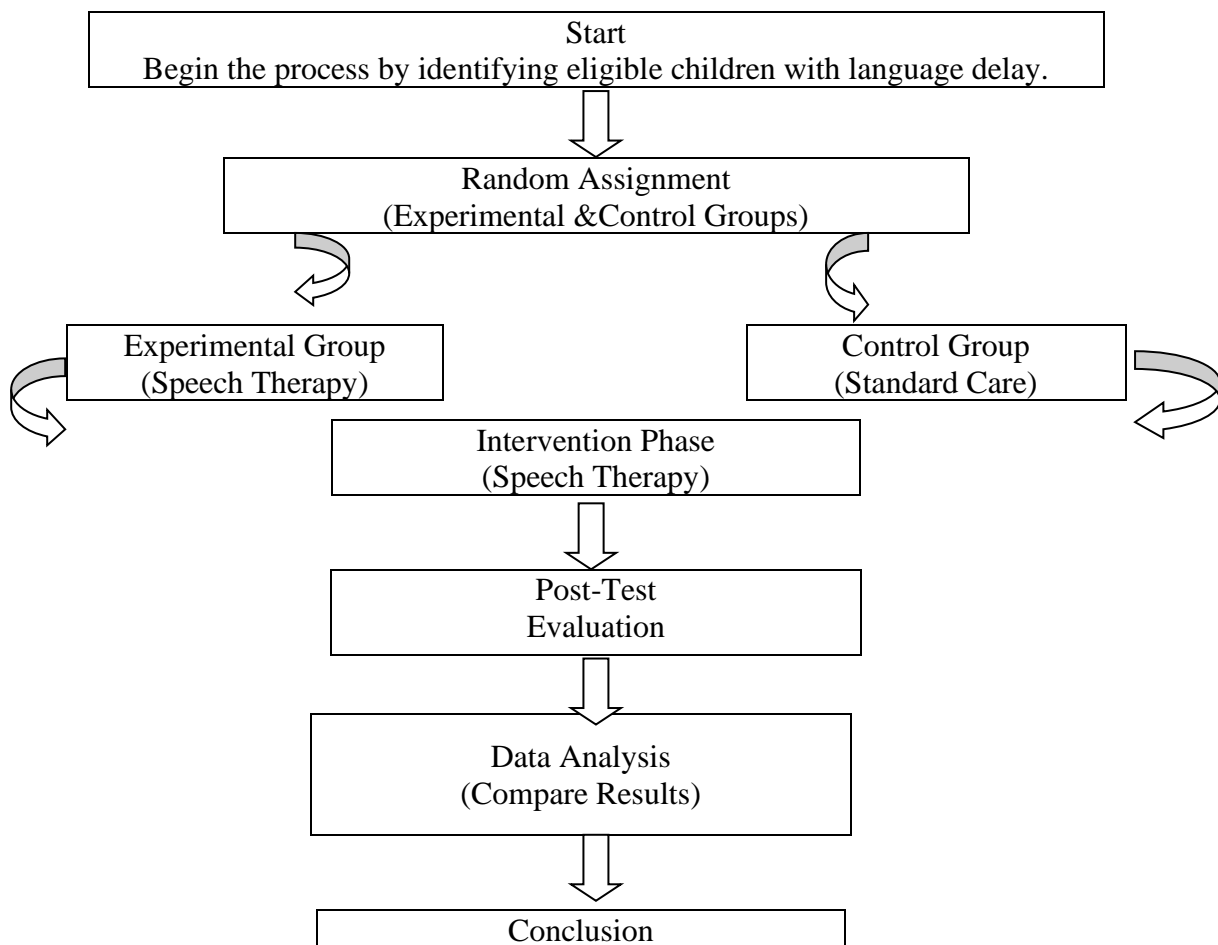 Start
Begin the process by identifying eligible children with language delay.
Random Assignment
(Experimental &Control Groups)
Experimental Group
(Speech Therapy)
Control Group
(Standard Care)
Intervention Phase
(Speech Therapy)
Post-Test
Evaluation
Data Analysis
(Compare Results)
Conclusion